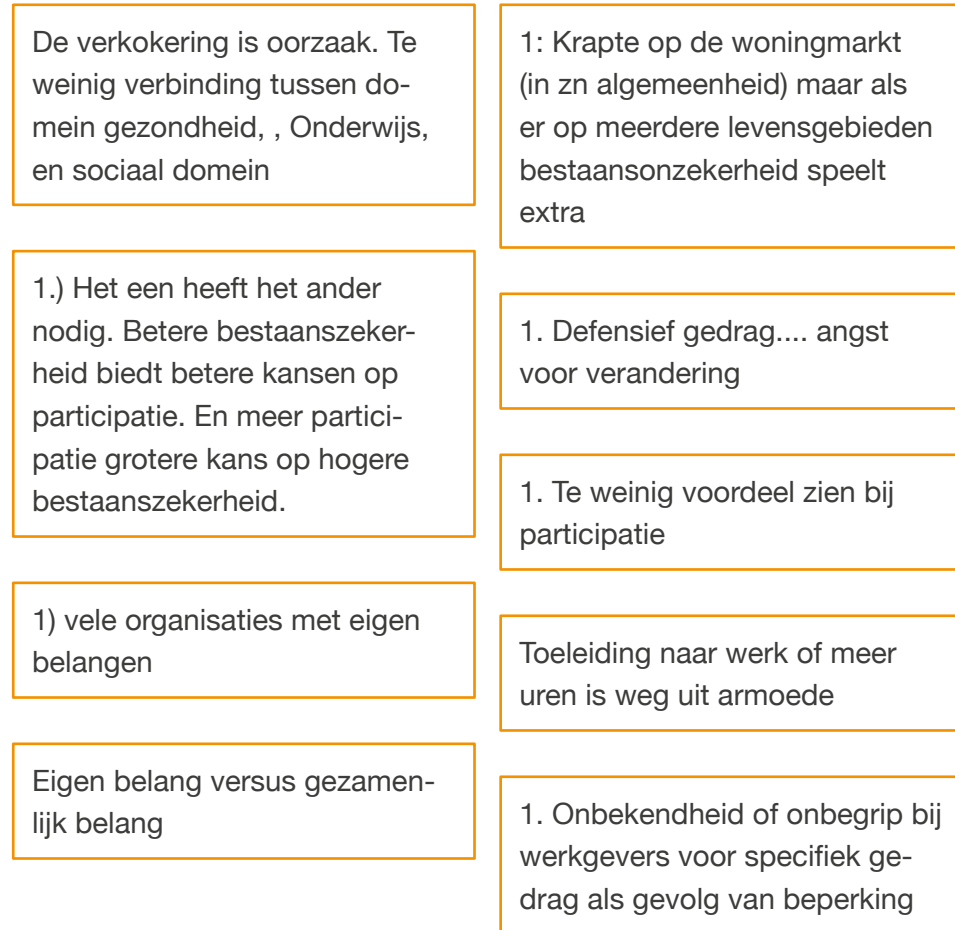 De verkokering is oorzaak. Te
weinig verbinding tussen do-
mein gezondheid, , Onderwijs,
en sociaal domein
1.) Het een heeft het ander
nodig. Betere bestaanszeker-
heid biedt betere kansen op
participatie. En meer partici-
patie grotere kans op hogere
bestaanszekerheid.
1) vele organisaties met eigen
belangen
Eigen belang versus gezamen-
lijk belang
1: Krapte op de woningmarkt
(in zn algemeenheid) maar als
er op meerdere levensgebieden
bestaansonzekerheid speelt
extra
1. Defensief gedrag.... angst
voor verandering
1. Te weinig voordeel zien bij
participatie
Toeleiding naar werk of meer
uren is weg uit armoede
1. Onbekendheid of onbegrip bij
werkgevers voor specifiek ge-
drag als gevolg van beperking